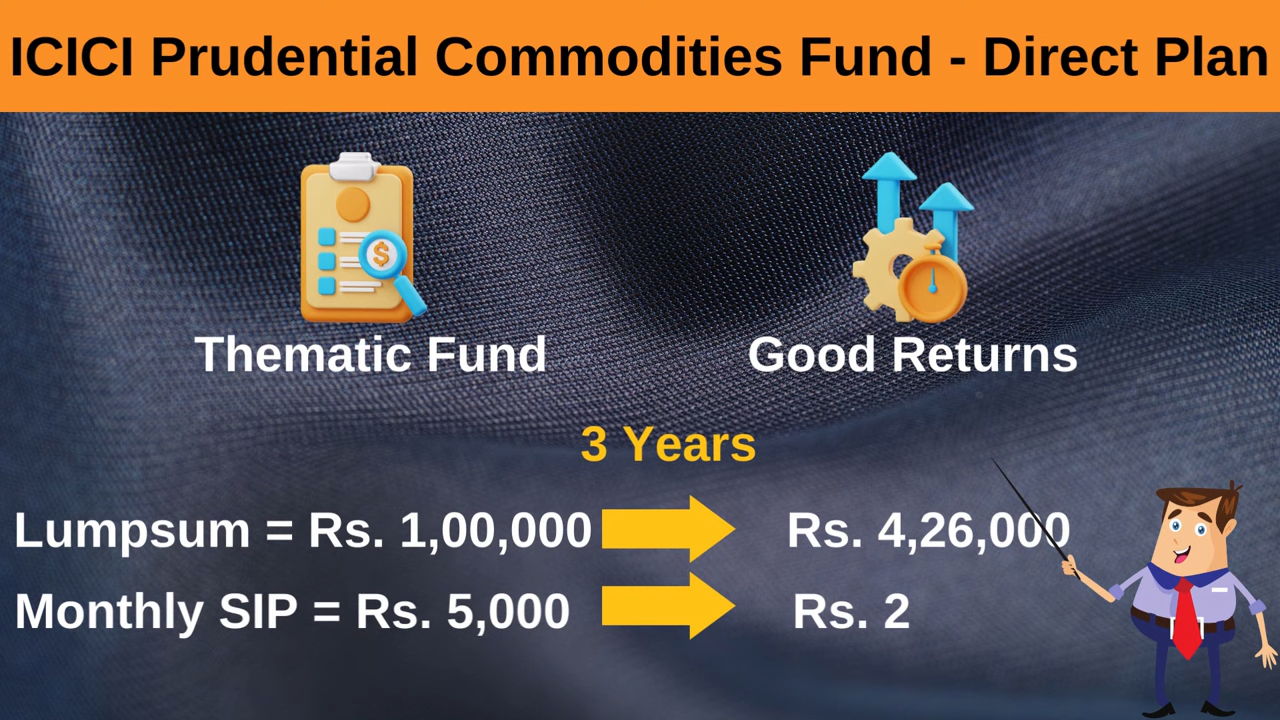 ICICI Prudential Commodities Fund - Direct Plan
Thematic Fund
Good Returns
3 Years
Lumpsum = Rs. 1,00,000
Rs. 4,26,000
Monthly SIP = Rs. 5,000
Rs. 2
$